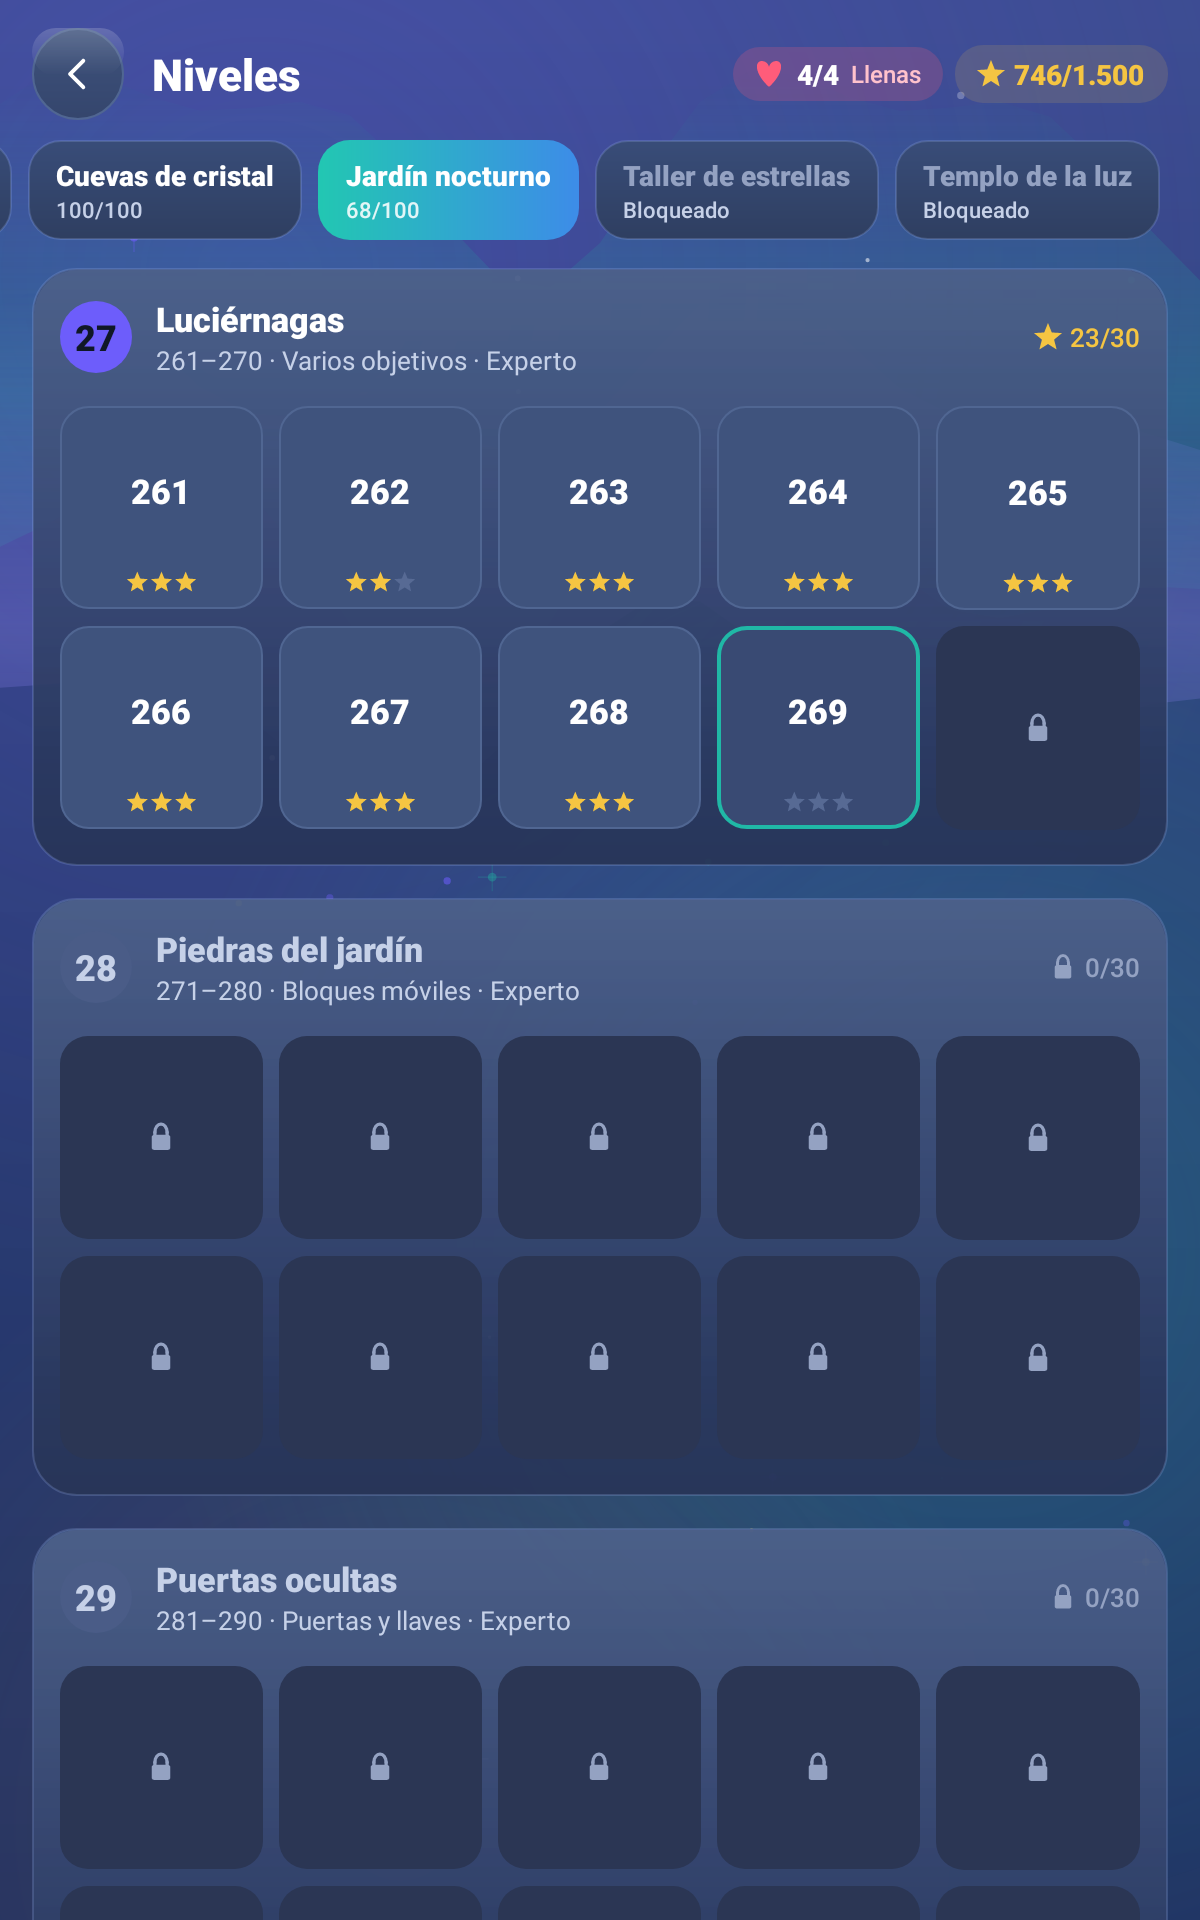 Niveles
4/4 Llenas
746/1.500
Cuevas de cristal
100/100
Jardín nocturno
68/100
Taller de estrellas
Bloqueado
Templo de la luz
Bloqueado
27
Luciérnagas
261–270 · Varios objetivos · Experto
23/30
261
262
263
264
265
266
267
268
269
28
Piedras del jardín
271–280 · Bloques móviles · Experto
0/30
29
Puertas ocultas
281–290 · Puertas y llaves · Experto
0/30